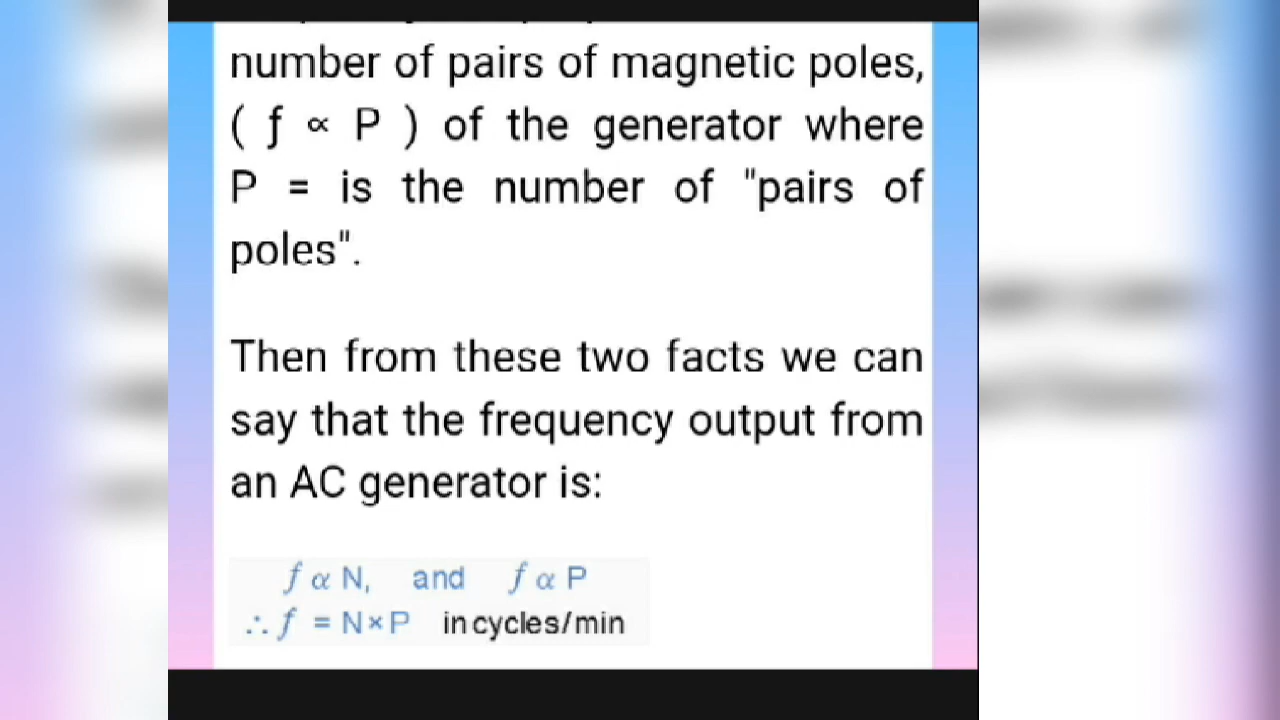 number of pairs of magnetic poles,
( ƒ ∝ P ) of the generator where
P = is the number of "pairs of
poles".
Then from these two facts we can
say that the frequency output from
an AC generator is:
ƒ α N, and ƒ α P
∴ ƒ = N×P in cycles/min